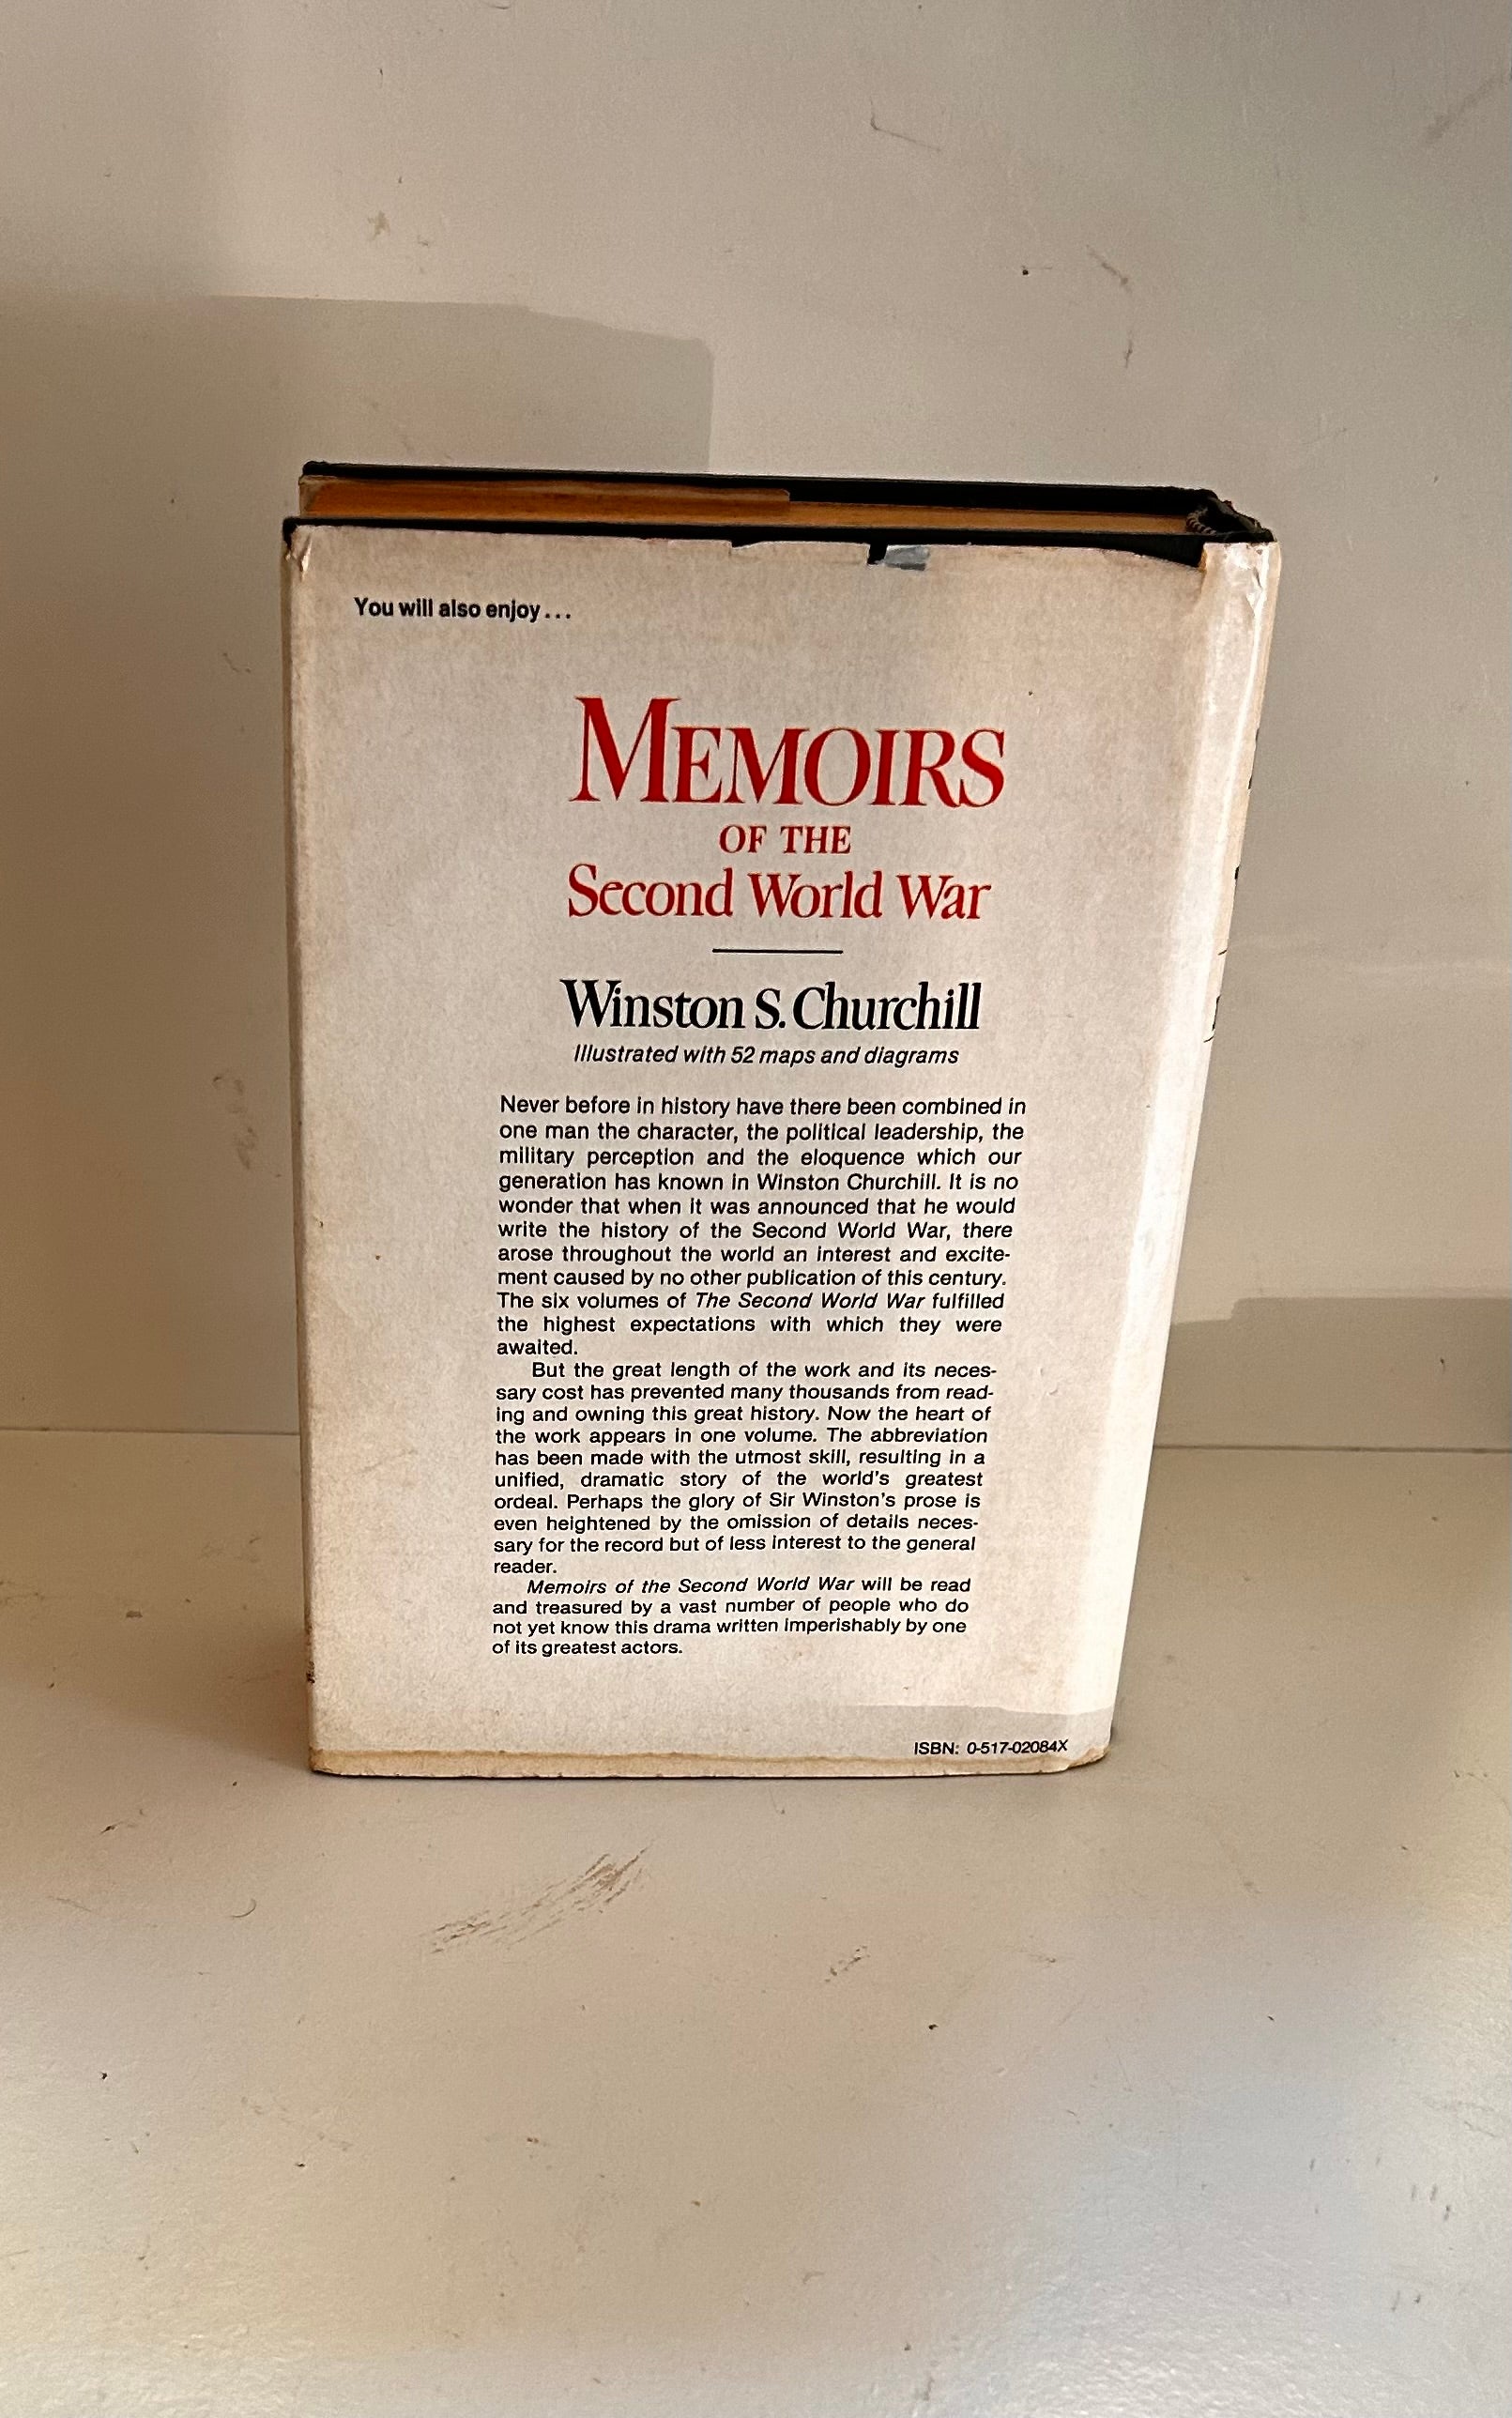 You will also enjoy...
MEMOIRS
OF THE
Second World War
Winston S. Churchill
Illustrated with 52 maps and diagrams
Never before in history have there been combined in
one man the character, the political leadership, the
military perception and the eloquence which our
generation has known in Winston Churchill. It is no
wonder that when it was announced that he would
write the history of the Second World War, there
arose throughout the world an interest and excite-
ment caused by no other publication of this century.
The six volumes of The Second World War fulfilled
the highest expectations with which they were
awaited.
But the great length of the work and its neces-
sary cost has prevented many thousands from read-
ing and owning this great history. Now the heart of
the work appears in one volume. The abbreviation
has been made with the utmost skill, resulting in a
unified, dramatic story of the world's greatest
ordeal. Perhaps the glory of Sir Winston's prose is
even heightened by the omission of details neces-
sary for the record but of less interest to the general
reader.
Memoirs of the Second World War will be read
and treasured by a vast number of people who do
not yet know this drama written imperishably by one
of its greatest actors.
ISBN: 0-517-02084X